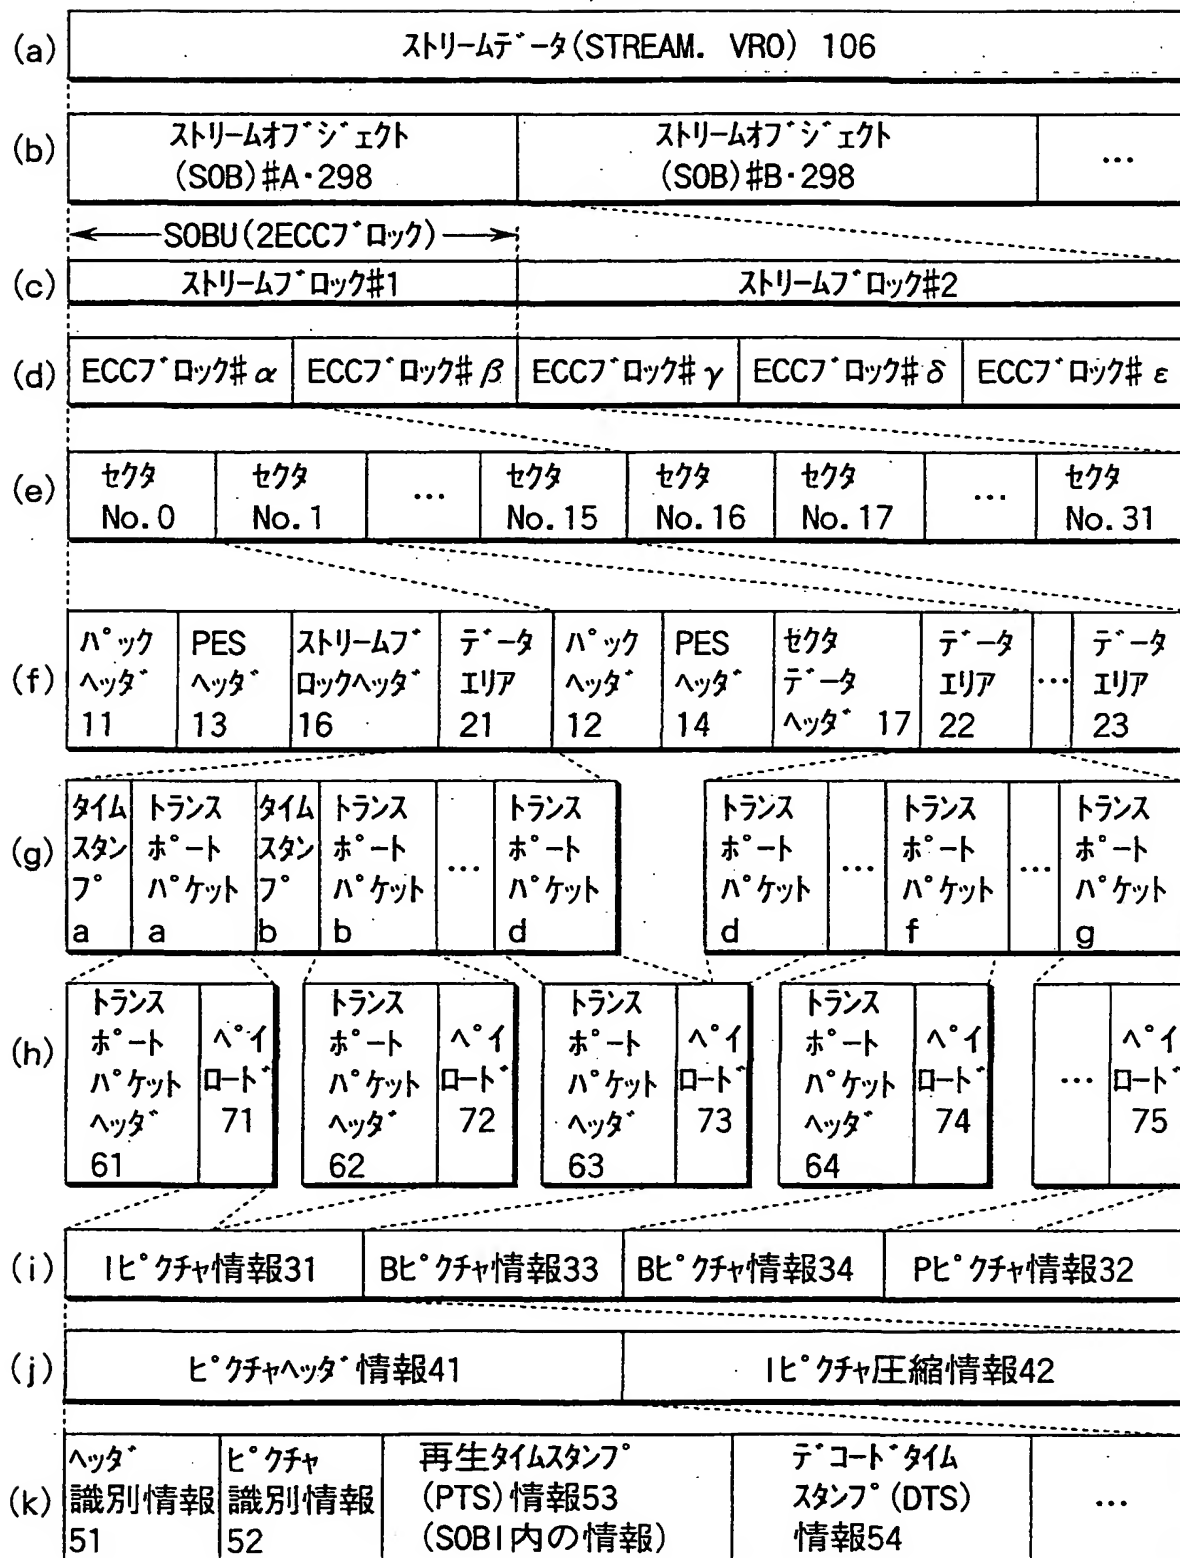 (a) ストリームデータ(STREAM. VRO) 106
(b) ストリームオブジェクト
(SOB)#A・298
ストリームオブジェクト
(SOB)#B・298
…
SOBU(2ECCブロック)
(c) ストリームブロック#1
ストリームブロック#2
(d) ECCブロック#α
ECCブロック#β
ECCブロック#γ
ECCブロック#δ
ECCブロック#ε
(e) セクタ
No.0
セクタ
No.1
…
セクタ
No.15
セクタ
No.16
セクタ
No.17
…
セクタ
No.31
(f) パック
ヘッダ
11
PES
ヘッダ
13
ストリームブ
ロックヘッダ
16
データ
エリア
21
パック
ヘッダ
12
PES
ヘッダ
14
セクタ
データ
ヘッダ 17
データ
エリア
22
…
データ
エリア
23
(g) タイム
スタン
プ
a
トランス
ポート
パケット
a
タイム
スタン
プ
b
トランス
ポート
パケット
b
…
トランス
ポート
パケット
d
トランス
ポート
パケット
d
…
トランス
ポート
パケット
f
…
トランス
ポート
パケット
g
(h) トランス
ポート
パケット
ヘッダ
61
ペイ
ロード
71
トランス
ポート
パケット
ヘッダ
62
ペイ
ロード
72
トランス
ポート
パケット
ヘッダ
63
ペイ
ロード
73
トランス
ポート
パケット
ヘッダ
64
ペイ
ロード
74
…
ペイ
ロード
75
(i) Iピクチャ情報31
Bピクチャ情報33
Bピクチャ情報34
Pピクチャ情報32
(j) ピクチャヘッダ情報41
Iピクチャ圧縮情報42
(k) ヘッダ
識別情報
51
ピクチャ
識別情報
52
再生タイムスタンプ
(PTS)情報53
(SOBI内の情報)
デコードタイム
スタンプ(DTS)
情報54
…